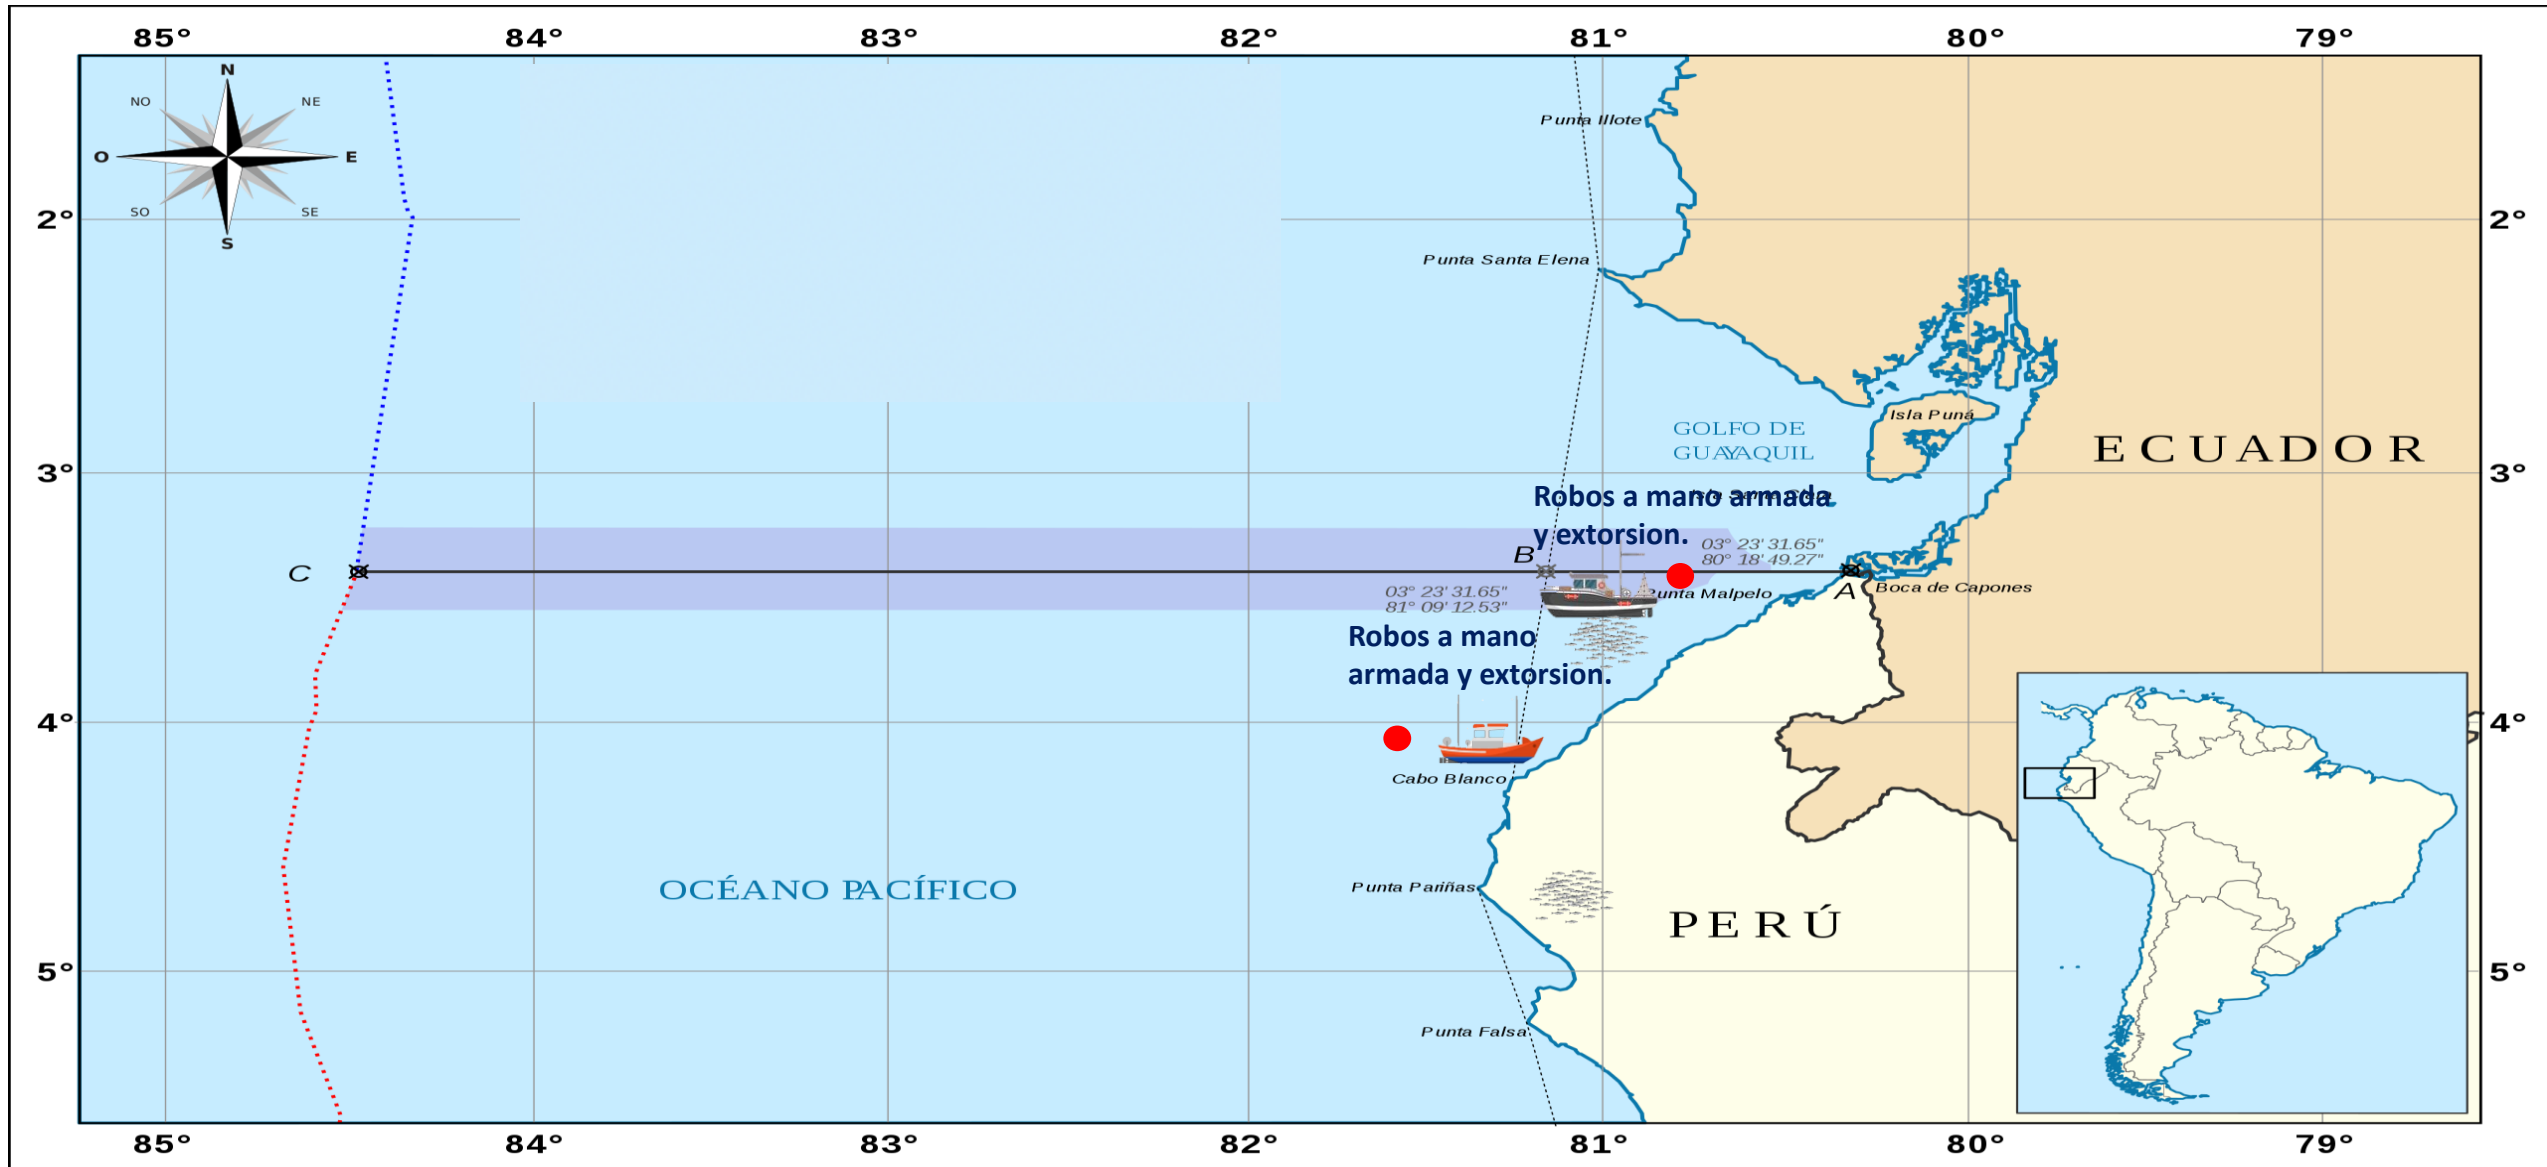 85° 84° 83° 82° 81° 80° 79°
N
NO NE
O E
SO SE
S
Punta Illote
2° 2°
Punta Santa Elena
Isla Puná
GOLFO DE
GUAYAQUIL
ECUADOR
3° 3°
Isla Santa Clara
Robos a mano armada
y extorsion.
03° 23' 31.65"
80° 18' 49.27"
C
B
A
Boca de Capones
Punta Malpelo
03° 23' 31.65"
81° 09' 12.53"
Robos a mano
armada y extorsion.
4° 4°
Cabo Blanco
OCÉANO PACÍFICO
Punta Pariñas
PERÚ
5° 5°
Punta Falsa
85° 84° 83° 82° 81° 80° 79°